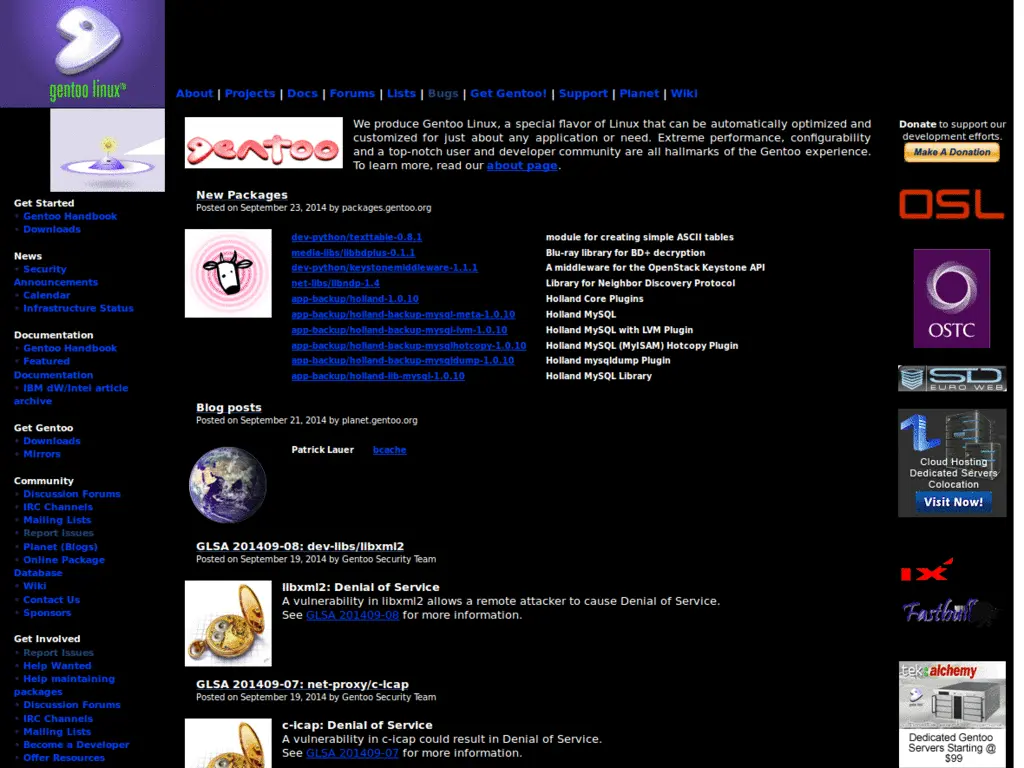 gentoo linux™
About | Projects | Docs | Forums | Lists | Bugs | Get Gentoo! | Support | Planet | Wiki
gentoo
We produce Gentoo Linux, a special flavor of Linux that can be automatically optimized and
customized for just about any application or need. Extreme performance, configurability
and a top-notch user and developer community are all hallmarks of the Gentoo experience.
To learn more, read our about page.
Get Started
Gentoo Handbook
Downloads
News
Security
Announcements
Calendar
Infrastructure Status
Documentation
Gentoo Handbook
Featured
Documentation
IBM dW/Intel article
archive
Get Gentoo
Downloads
Mirrors
Community
Discussion Forums
IRC Channels
Mailing Lists
Report Issues
Planet (Blogs)
Online Package
Database
Wiki
Contact Us
Sponsors
Get Involved
Report Issues
Help Wanted
Help maintaining
packages
Discussion Forums
IRC Channels
Mailing Lists
Become a Developer
Offer Resources
New Packages
Posted on September 23, 2014 by packages.gentoo.org
dev-python/texttable-0.8.1 module for creating simple ASCII tables
media-libs/libbdplus-0.1.1 Blu-ray library for BD+ decryption
dev-python/keystonemiddleware-1.1.1 A middleware for the OpenStack Keystone API
net-libs/libndp-1.4 Library for Neighbor Discovery Protocol
app-backup/holland-1.0.10 Holland Core Plugins
app-backup/holland-backup-mysql-meta-1.0.10 Holland MySQL
app-backup/holland-backup-mysql-lvm-1.0.10 Holland MySQL with LVM Plugin
app-backup/holland-backup-mysqlhotcopy-1.0.10 Holland MySQL (MyISAM) Hotcopy Plugin
app-backup/holland-backup-mysqldump-1.0.10 Holland mysqldump Plugin
app-backup/holland-lib-mysql-1.0.10 Holland MySQL Library
Blog posts
Posted on September 21, 2014 by planet.gentoo.org
Patrick Lauer bcache
GLSA 201409-08: dev-libs/libxml2
Posted on September 19, 2014 by Gentoo Security Team
libxml2: Denial of Service
A vulnerability in libxml2 allows a remote attacker to cause Denial of Service.
See GLSA 201409-08 for more information.
GLSA 201409-07: net-proxy/c-icap
Posted on September 19, 2014 by Gentoo Security Team
c-icap: Denial of Service
A vulnerability in c-icap could result in Denial of Service.
See GLSA 201409-07 for more information.
Donate to support our
development efforts.
Make A Donation
OSL
OSTC
SD
EURO WEB
Cloud Hosting
Dedicated Servers
Colocation
Visit Now!
IX
Fastbull
tek alchemy
Dedicated Gentoo
Servers Starting @
$99